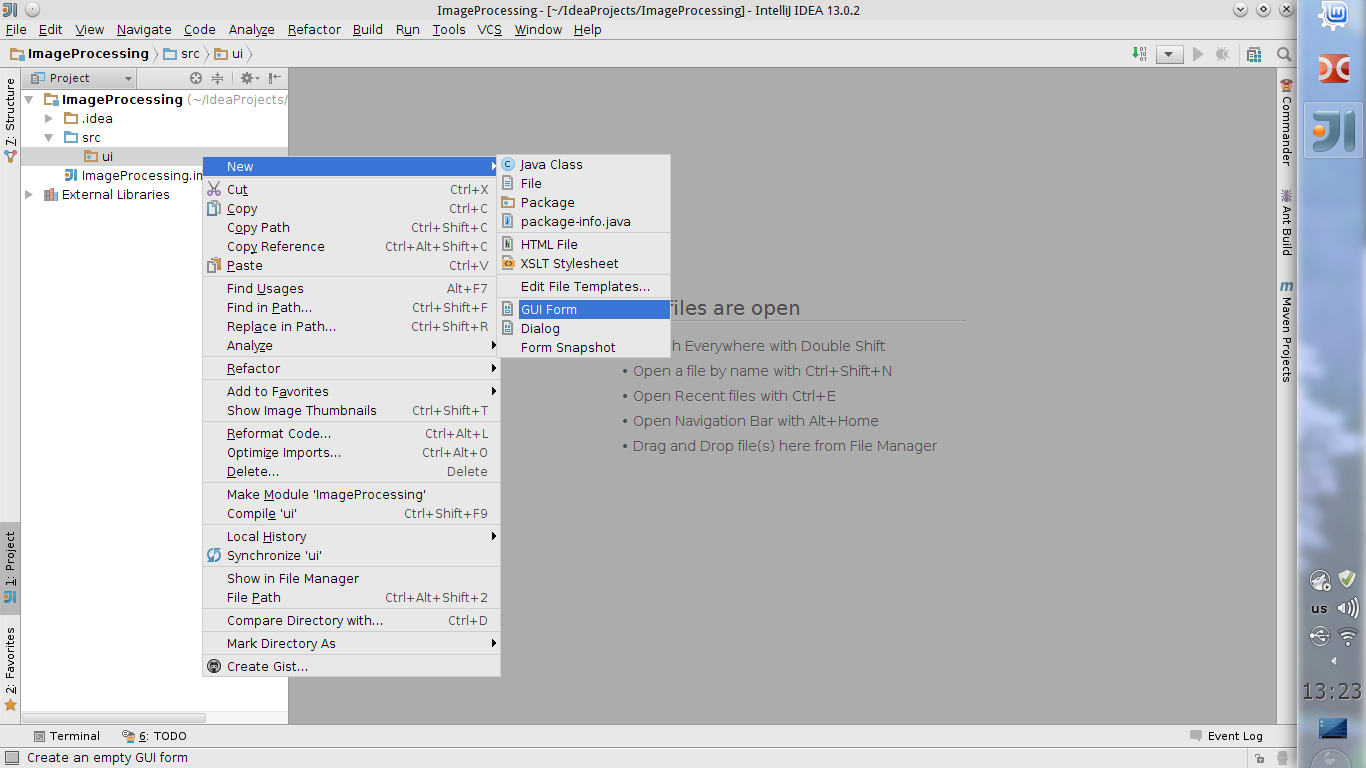 ImageProcessing - [~/IdeaProjects/ImageProcessing] - IntelliJ IDEA 13.0.2
File Edit View Navigate Code Analyze Refactor Build Run Tools VCS Window Help
ImageProcessing src ui
Project
7: Structure
1: Project
2: Favorites
ImageProcessing (~/IdeaProjects/
.idea
src
ui
ImageProcessing.im
External Libraries
New
Cut Ctrl+X
Copy Ctrl+C
Copy Path Ctrl+Shift+C
Copy Reference Ctrl+Alt+Shift+C
Paste Ctrl+V
Find Usages Alt+F7
Find in Path... Ctrl+Shift+F
Replace in Path... Ctrl+Shift+R
Analyze
Refactor
Add to Favorites
Show Image Thumbnails Ctrl+Shift+T
Reformat Code... Ctrl+Alt+L
Optimize Imports... Ctrl+Alt+O
Delete... Delete
Make Module 'ImageProcessing'
Compile 'ui' Ctrl+Shift+F9
Local History
Synchronize 'ui'
Show in File Manager
File Path Ctrl+Alt+Shift+2
Compare Directory with... Ctrl+D
Mark Directory As
Create Gist...
Java Class
File
Package
package-info.java
HTML File
XSLT Stylesheet
Edit File Templates...
GUI Form
Dialog
Form Snapshot
files are open
h Everywhere with Double Shift
• Open a file by name with Ctrl+Shift+N
• Open Recent files with Ctrl+E
• Open Navigation Bar with Alt+Home
• Drag and Drop file(s) here from File Manager
Commander
Ant Build
Maven Projects
us
13:23
Terminal 6: TODO Event Log
Create an empty GUI form